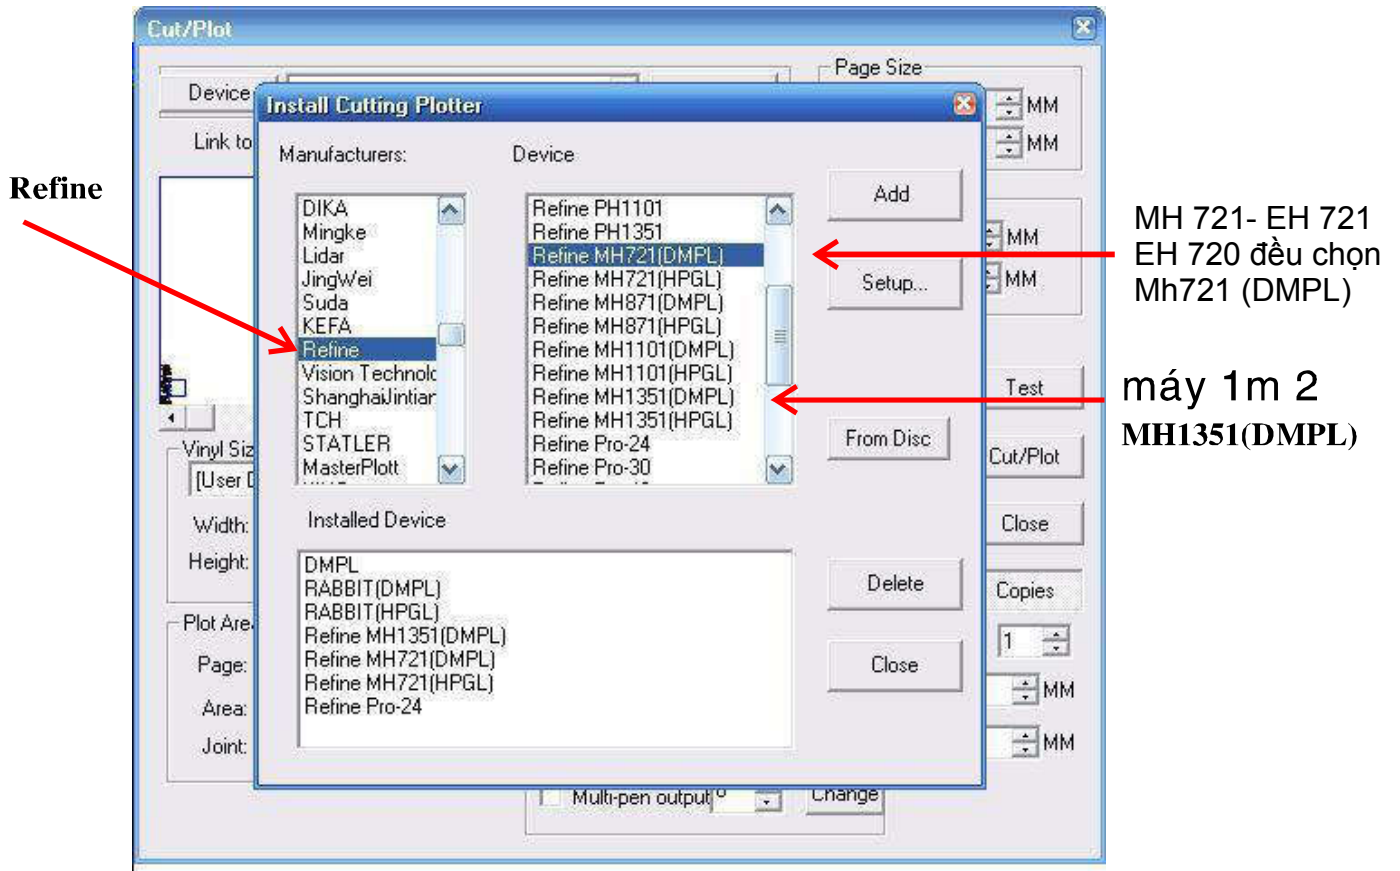 Cut/Plot
Device
Link to
Page Size
MM
MM
MM
MM
Install Cutting Plotter
Manufacturers:
Device
DIKA
Mingke
Lidar
JingWei
Suda
KEFA
Refine
Vision Technolo
ShanghaiJintian
TCH
STATLER
MasterPlott
Refine PH1101
Refine PH1351
Refine MH721(DMPL)
Refine MH721(HPGL)
Refine MH871(DMPL)
Refine MH871(HPGL)
Refine MH1101(DMPL)
Refine MH1101(HPGL)
Refine MH1351(DMPL)
Refine MH1351(HPGL)
Refine Pro-24
Refine Pro-30
Add
Setup...
From Disc
Installed Device
DMPL
RABBIT(DMPL)
RABBIT(HPGL)
Refine MH1351(DMPL)
Refine MH721(DMPL)
Refine MH721(HPGL)
Refine Pro-24
Delete
Close
Refine
MH 721- EH 721
EH 720 đều chọn
Mh721 (DMPL)
máy 1m 2
MH1351(DMPL)
Test
Cut/Plot
Close
Copies
1
MM
MM
Vinyl Siz
[User D
Width:
Height:
Plot Area
Page:
Area:
Joint:
Multi-pen output
Change